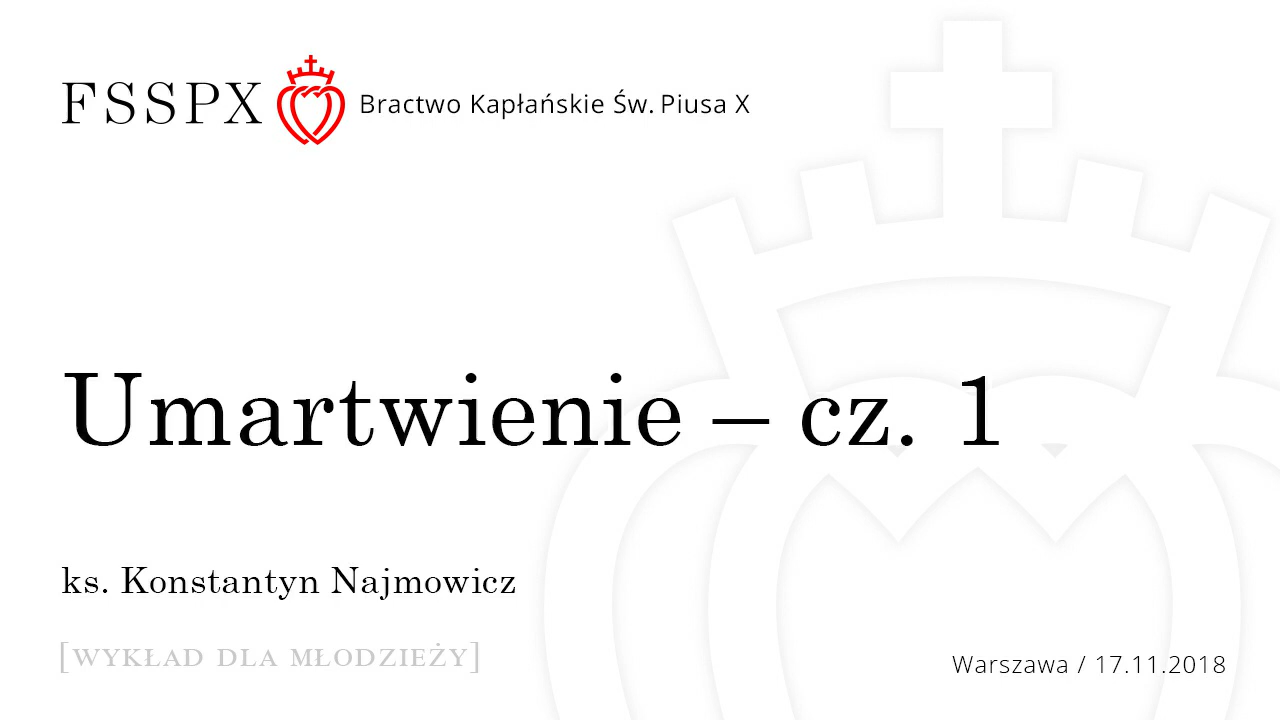 FSSPX Bractwo Kapłańskie Św. Piusa X
Umartwienie – cz. 1
ks. Konstantyn Najmowicz
[WYKŁAD DLA MŁODZIEŻY]
Warszawa / 17.11.2018